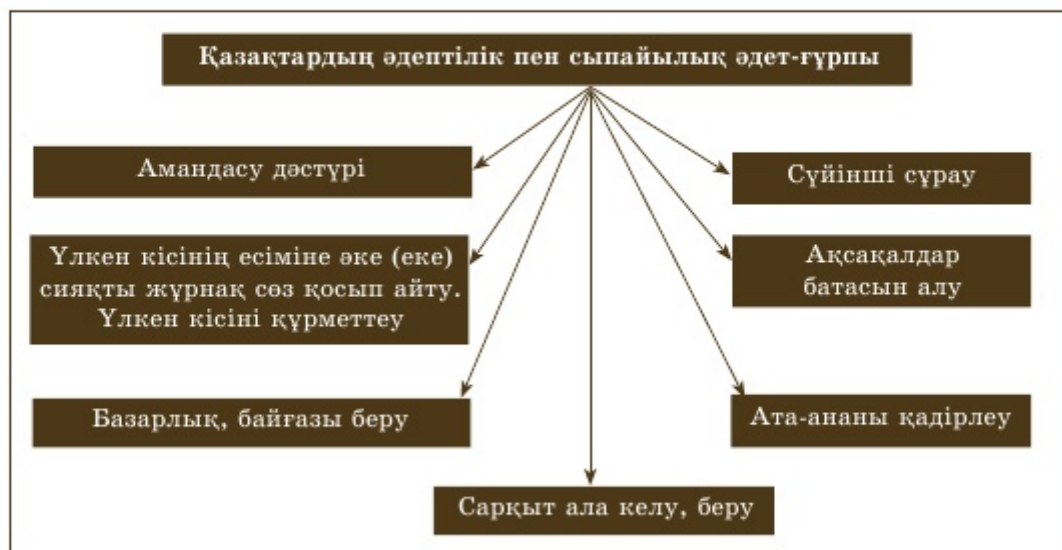 Қазақтардың әдептілік пен сыпайылық әдет-ғұрпы
Амандасу дәстүрі
Үлкен кісінің есіміне әке (еке)
сияқты жұрнақ сөз қосып айту.
Үлкен кісіні құрметтеу
Базарлық, байғазы беру
Сарқыт ала келу, беру
Сүйінші сұрау
Ақсақалдар
батасын алу
Ата-ананы қадірлеу